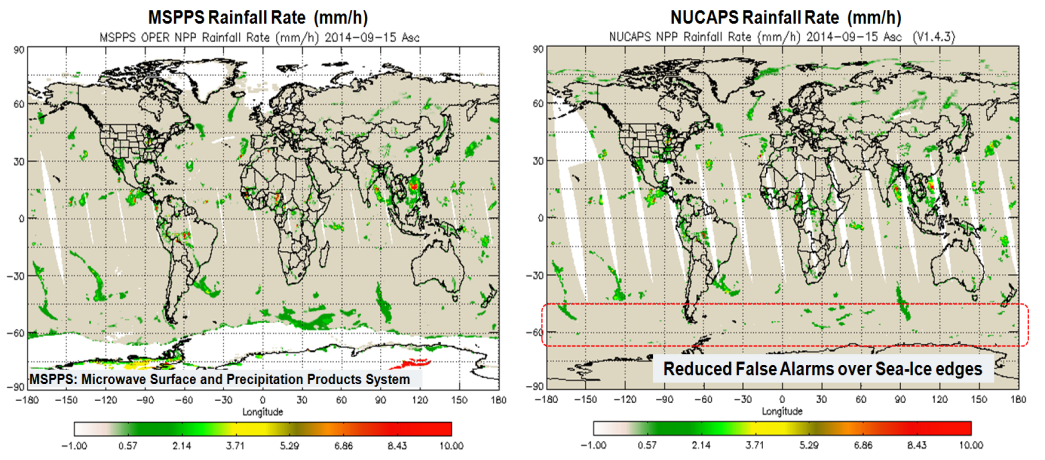 MSPPS Rainfall Rate (mm/h)
MSPPS OPER NPP Rainfall Rate (mm/h) 2014-09-15 Asc
90
60
30
0
-30
-60
-90
MSPPS: Microwave Surface and Precipitation Products System
-180 -150 -120 -90 -60 -30 0 30 60 90 120 150 180
Longitude
-1.00 0.57 2.14 3.71 5.29 6.86 8.43 10.00
NUCAPS Rainfall Rate (mm/h)
NUCAPS NPP Rainfall Rate (mm/h) 2014-09-15 Asc (V1.4.3)
90
60
30
0
-30
-60
-90
Reduced False Alarms over Sea-Ice edges
-180 -150 -120 -90 -60 -30 0 30 60 90 120 150 180
Longitude
-1.00 0.57 2.14 3.71 5.29 6.86 8.43 10.00